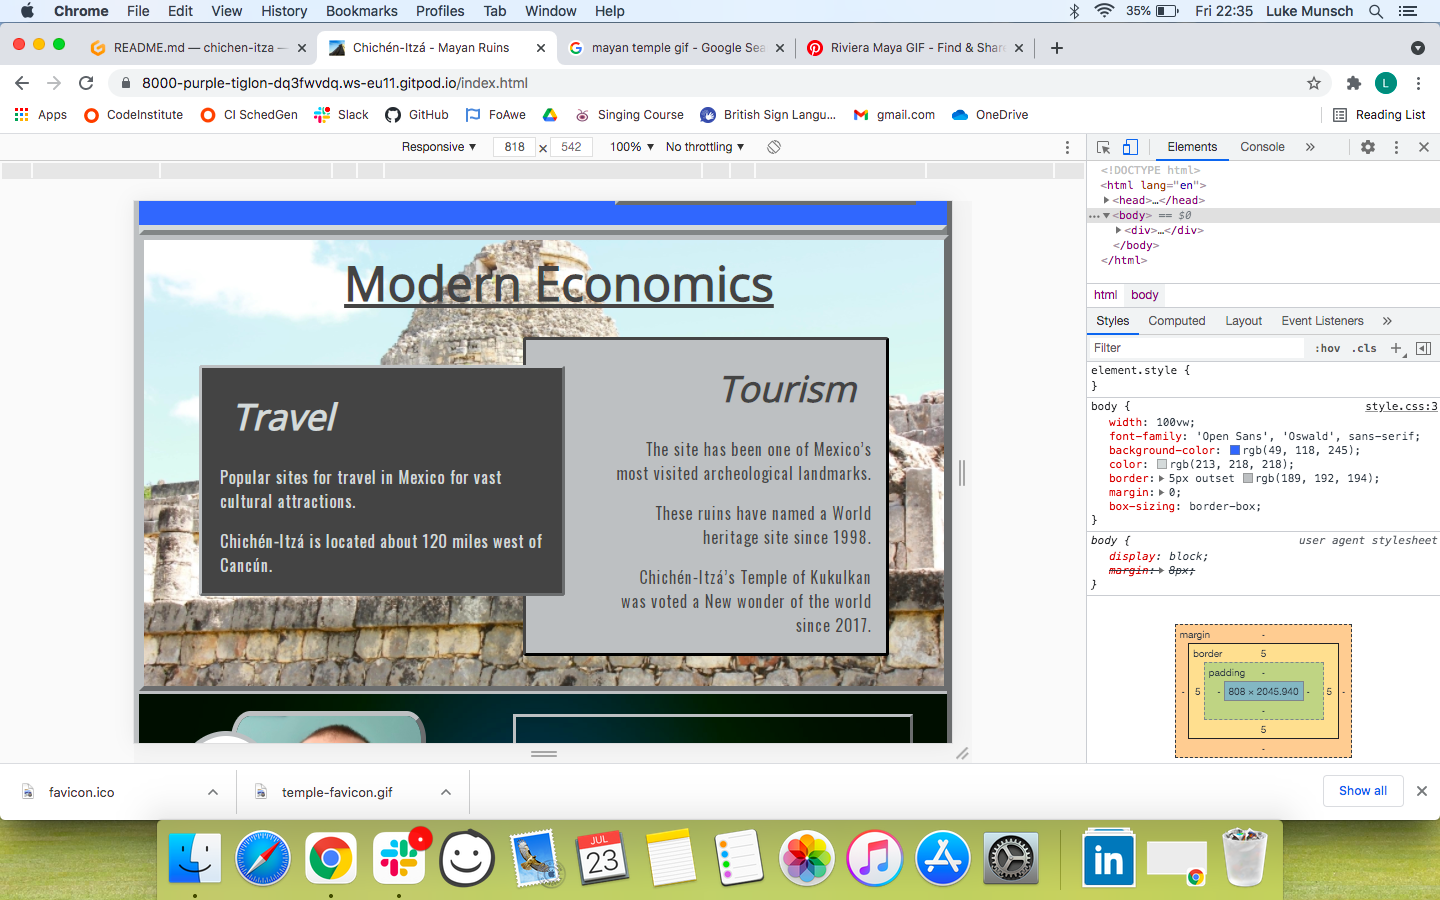 Chrome File Edit View History Bookmarks Profiles Tab Window Help 35% Fri 22:35 Luke Munsch
README.md — chichen-itza — Chichén-Itzá - Mayan Ruins mayan temple gif - Google Sea Riviera Maya GIF - Find & Share
8000-purple-tiglon-dq3fwvdq.ws-eu11.gitpod.io/index.html L
Apps CodeInstitute CI SchedGen Slack GitHub FoAwe Singing Course British Sign Langu... gmail.com OneDrive Reading List
Responsive ▾ 818 x 542 100% ▾ No throttling ▾
Elements Console »
<!DOCTYPE html>
<html lang="en">
<head>…</head>
<body> == $0
<div>…</div>
</body>
</html>
html body
Styles Computed Layout Event Listeners »
Filter :hov .cls +
element.style {
}
body { style.css:3
width: 100vw;
font-family: 'Open Sans', 'Oswald', sans-serif;
background-color: rgb(49, 118, 245);
color: rgb(213, 218, 218);
border: 5px outset rgb(189, 192, 194);
margin: 0;
box-sizing: border-box;
}
body { user agent stylesheet
display: block;
margin: 8px;
}
margin -
border 5
padding -
- 5 - 808 × 2045.940 - 5 -
-
5
-
Modern Economics
Travel
Popular sites for travel in Mexico for vast
cultural attractions.
Chichén-Itzá is located about 120 miles west of
Cancún.
Tourism
The site has been one of Mexico's
most visited archeological landmarks.
These ruins have named a World
heritage site since 1998.
Chichén-Itzá's Temple of Kukulkan
was voted a New wonder of the world
since 2017.
favicon.ico temple-favicon.gif Show all
JUL
23
in